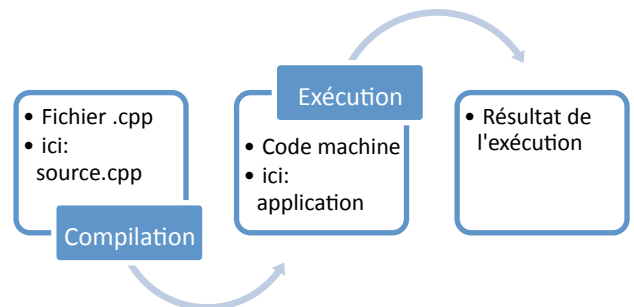 • Fichier .cpp
• ici:
source.cpp
Compilation
Exécution
• Code machine
• ici:
application
• Résultat de
l'exécution